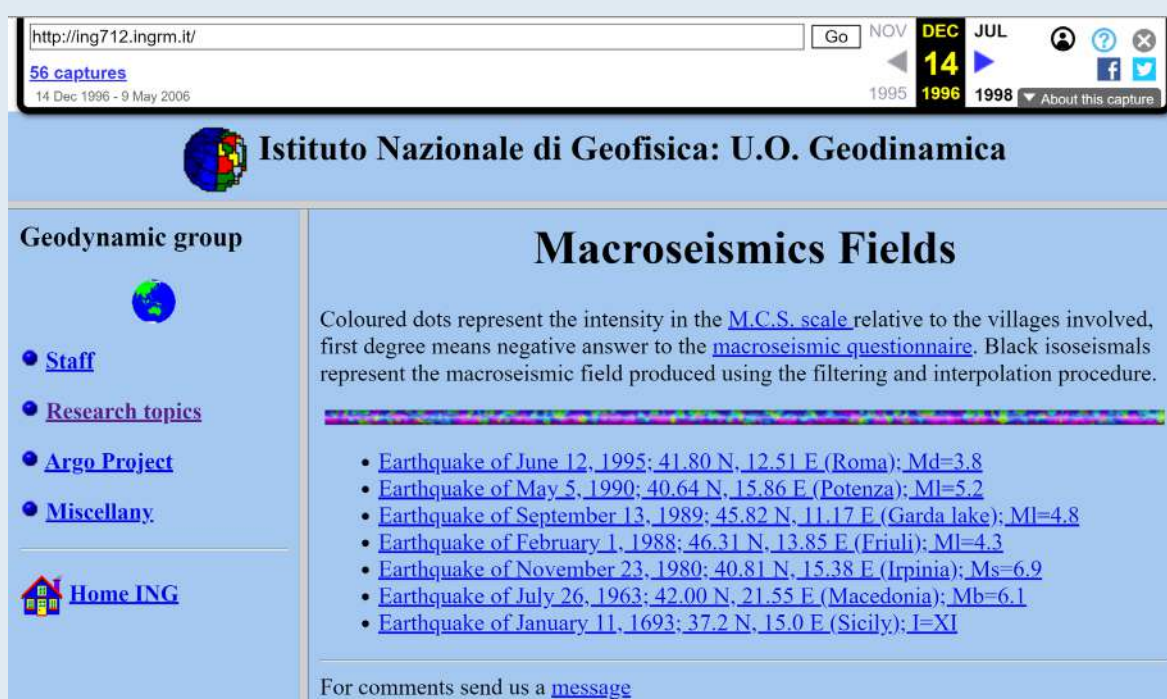 http://ing712.ingrm.it/
Go
NOV DEC JUL
14
1995 1996 1998
56 captures
14 Dec 1996 - 9 May 2006
About this capture
Istituto Nazionale di Geofisica: U.O. Geodinamica
Geodynamic group
Staff
Research topics
Argo Project
Miscellany
Home ING
Macroseismics Fields
Coloured dots represent the intensity in the M.C.S. scale relative to the villages involved,
first degree means negative answer to the macroseismic questionnaire. Black isoseismals
represent the macroseismic field produced using the filtering and interpolation procedure.
Earthquake of June 12, 1995; 41.80 N, 12.51 E (Roma); Md=3.8
Earthquake of May 5, 1990; 40.64 N, 15.86 E (Potenza); Ml=5.2
Earthquake of September 13, 1989; 45.82 N, 11.17 E (Garda lake); Ml=4.8
Earthquake of February 1, 1988; 46.31 N, 13.85 E (Friuli); Ml=4.3
Earthquake of November 23, 1980; 40.81 N, 15.38 E (Irpinia); Ms=6.9
Earthquake of July 26, 1963; 42.00 N, 21.55 E (Macedonia); Mb=6.1
Earthquake of January 11, 1693; 37.2 N, 15.0 E (Sicily); I=XI
For comments send us a message